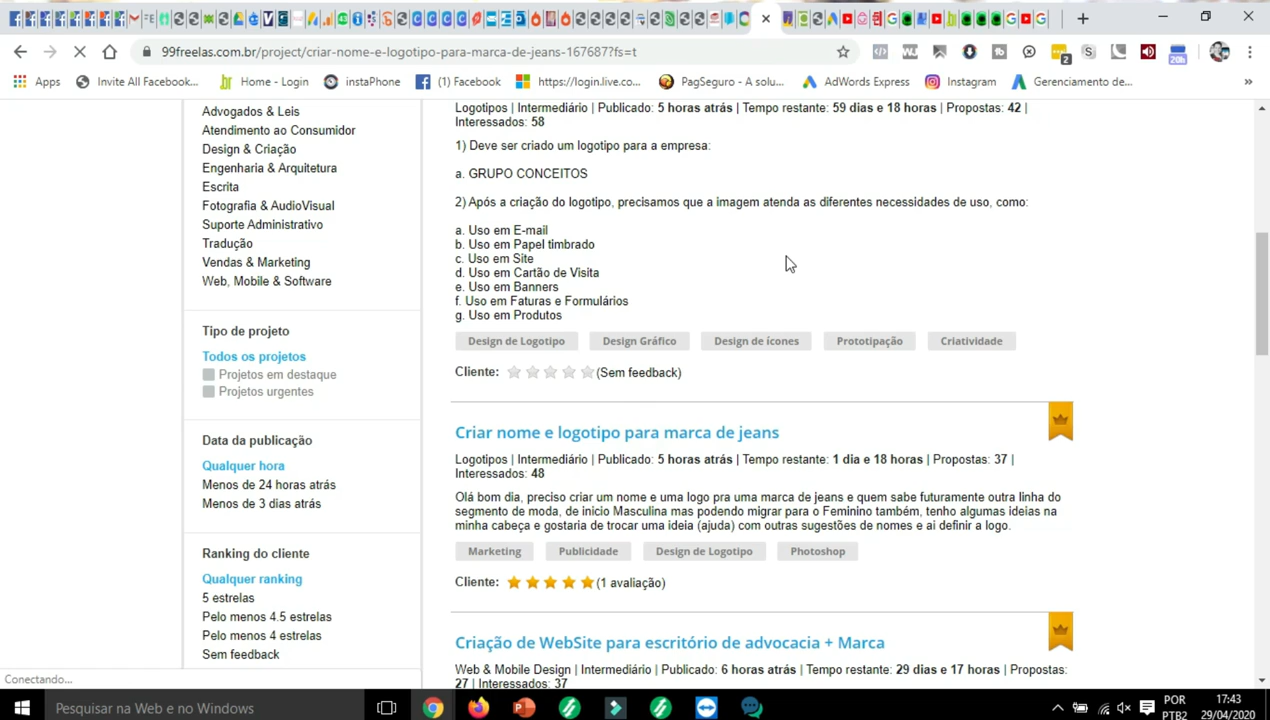 99freelas.com.br/project/criar-nome-e-logotipo-para-marca-de-jeans-167687?fs=t
2
20h
Apps
Invite All Facebook...
Home - Login
instaPhone
(1) Facebook
https://login.live.co...
PagSeguro - A solu...
AdWords Express
Instagram
Gerenciamento de...
»
Advogados & Leis
Atendimento ao Consumidor
Design & Criação
Engenharia & Arquitetura
Escrita
Fotografia & AudioVisual
Suporte Administrativo
Tradução
Vendas & Marketing
Web, Mobile & Software
Tipo de projeto
Todos os projetos
Projetos em destaque
Projetos urgentes
Data da publicação
Qualquer hora
Menos de 24 horas atrás
Menos de 3 dias atrás
Ranking do cliente
Qualquer ranking
5 estrelas
Pelo menos 4.5 estrelas
Pelo menos 4 estrelas
Sem feedback
Logotipos | Intermediário | Publicado: 5 horas atrás | Tempo restante: 59 dias e 18 horas | Propostas: 42 |
Interessados: 58
1) Deve ser criado um logotipo para a empresa:
a. GRUPO CONCEITOS
2) Após a criação do logotipo, precisamos que a imagem atenda as diferentes necessidades de uso, como:
a. Uso em E-mail
b. Uso em Papel timbrado
c. Uso em Site
d. Uso em Cartão de Visita
e. Uso em Banners
f. Uso em Faturas e Formulários
g. Uso em Produtos
Design de Logotipo
Design Gráfico
Design de ícones
Prototipação
Criatividade
Cliente: (Sem feedback)
Criar nome e logotipo para marca de jeans
Logotipos | Intermediário | Publicado: 5 horas atrás | Tempo restante: 1 dia e 18 horas | Propostas: 37 |
Interessados: 48
Olá bom dia, preciso criar um nome e uma logo pra uma marca de jeans e quem sabe futuramente outra linha do
segmento de moda, de inicio Masculina mas podendo migrar para o Feminino também, tenho algumas ideias na
minha cabeça e gostaria de trocar uma ideia (ajuda) com outras sugestões de nomes e ai definir a logo.
Marketing
Publicidade
Design de Logotipo
Photoshop
Cliente: (1 avaliação)
Criação de WebSite para escritório de advocacia + Marca
Web & Mobile Design | Intermediário | Publicado: 6 horas atrás | Tempo restante: 29 dias e 17 horas | Propostas:
27 | Interessados: 37
Conectando...
Pesquisar na Web e no Windows
POR
PTB2
17:43
29/04/2020